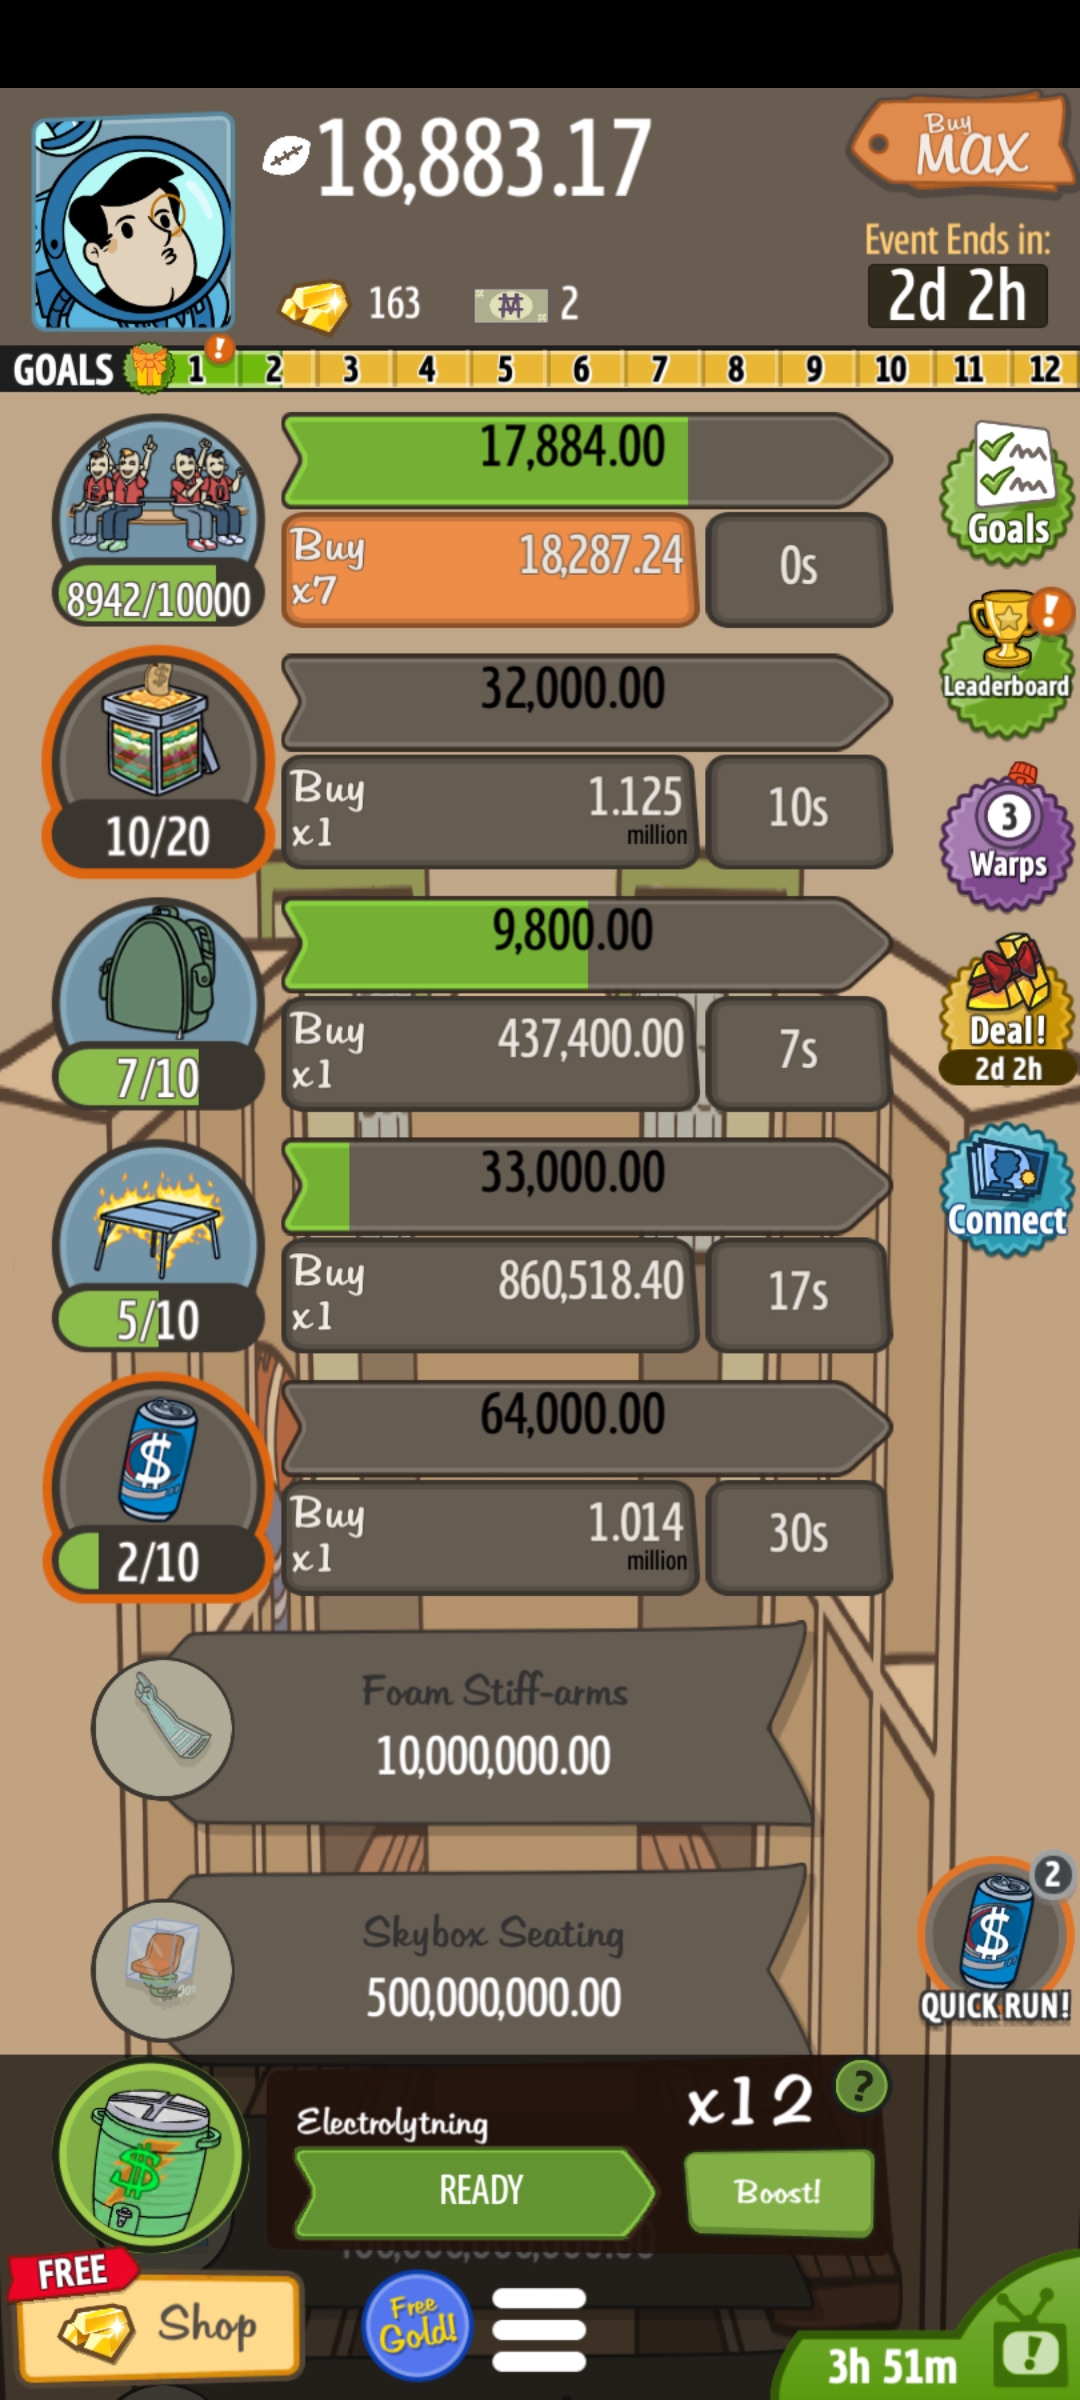 18,883.17
Buy
MAX
Event Ends in:
2d 2h
163
2
GOALS 1 ! 2 3 4 5 6 7 8 9 10 11 12
17,884.00
Buy
x7
18,287.24
0s
8942/10000
Goals
32,000.00
Buy
x1
1.125
million
10s
10/20
!
Leaderboard
3
Warps
9,800.00
Buy
x1
437,400.00
7s
7/10
Deal!
2d 2h
33,000.00
Buy
x1
860,518.40
17s
5/10
Connect
64,000.00
Buy
x1
1.014
million
30s
$
2/10
Foam Stiff-arms
10,000,000.00
Skybox Seating
500,000,000.00
2
$
QUICK RUN!
$
Electrolytning
x12
?
READY
Boost!
FREE
Shop
Free
Gold!
3h 51m
!